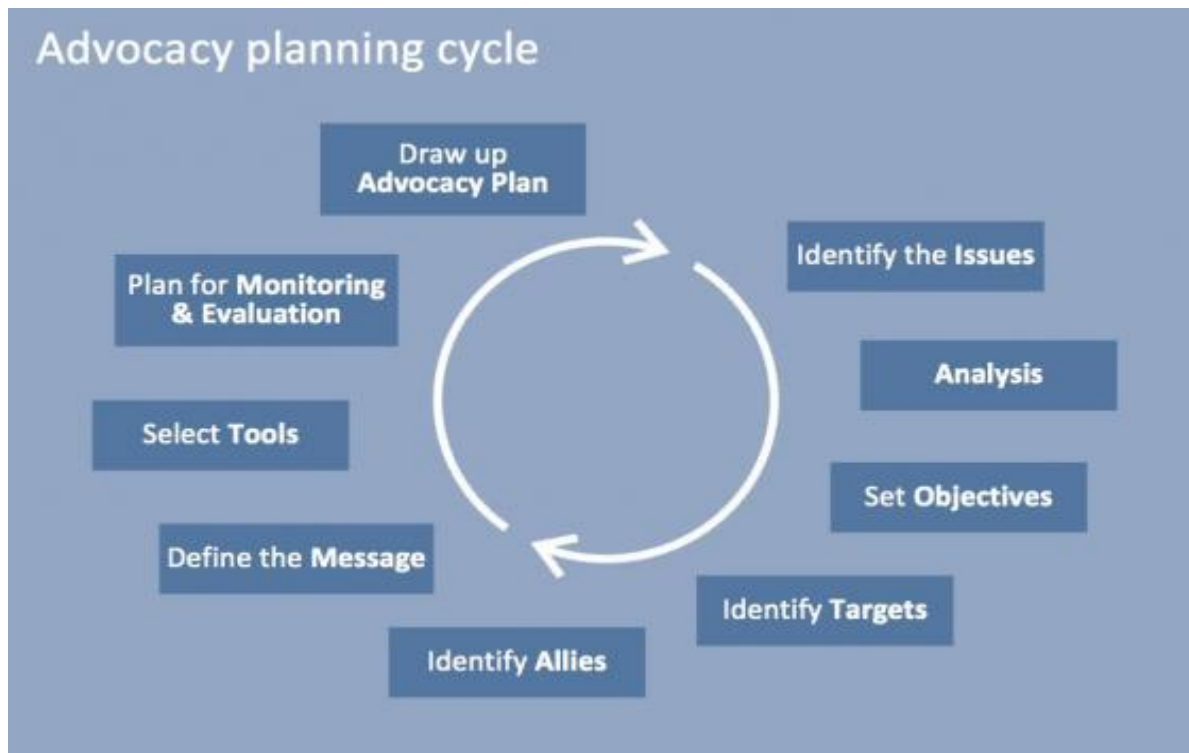 Advocacy planning cycle
Draw up
Advocacy Plan
Identify the Issues
Analysis
Set Objectives
Identify Targets
Identify Allies
Define the Message
Select Tools
Plan for Monitoring
& Evaluation